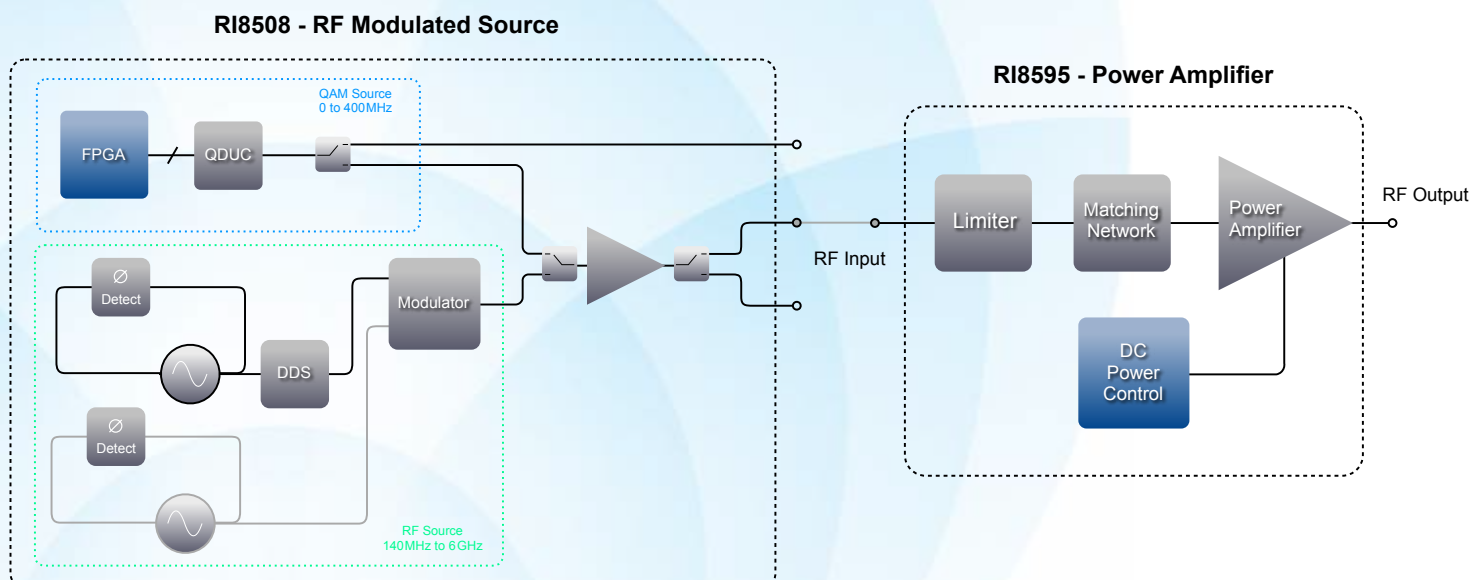 RI8508 - RF Modulated Source
QAM Source
0 to 400MHz
FPGA
QDUC
RI8595 - Power Amplifier
Limiter
Matching
Network
Power
Amplifier
RF Output
RF Input
Ø
Detect
Modulator
DDS
DC
Power
Control
Ø
Detect
RF Source
140MHz to 6GHz